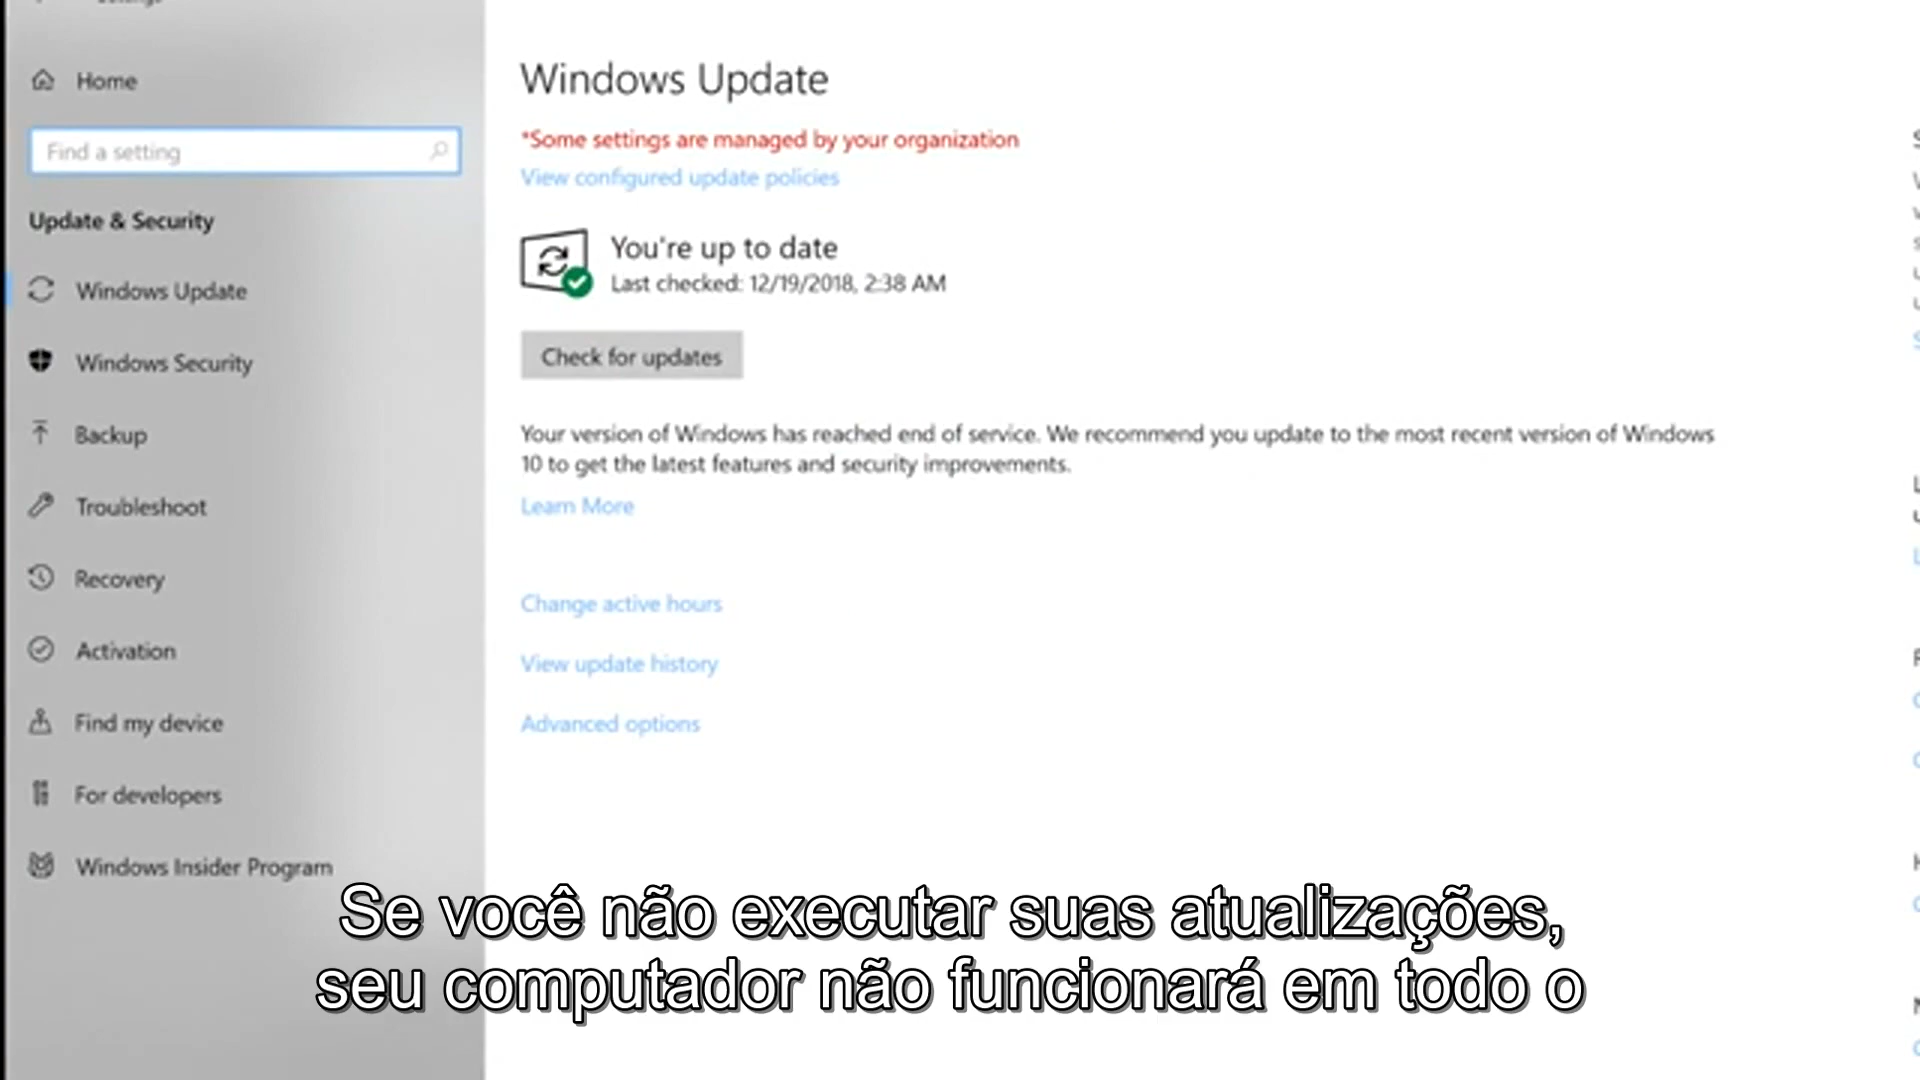 Home
Find a setting
Update & Security
Windows Update
Windows Security
Backup
Troubleshoot
Recovery
Activation
Find my device
For developers
Windows Insider Program
Windows Update
*Some settings are managed by your organization
View configured update policies
You're up to date
Last checked: 12/19/2018, 2:38 AM
Check for updates
Your version of Windows has reached end of service. We recommend you update to the most recent version of Windows
10 to get the latest features and security improvements.
Learn More
Change active hours
View update history
Advanced options
Se você não executar suas atualizações,
seu computador não funcionará em todo o